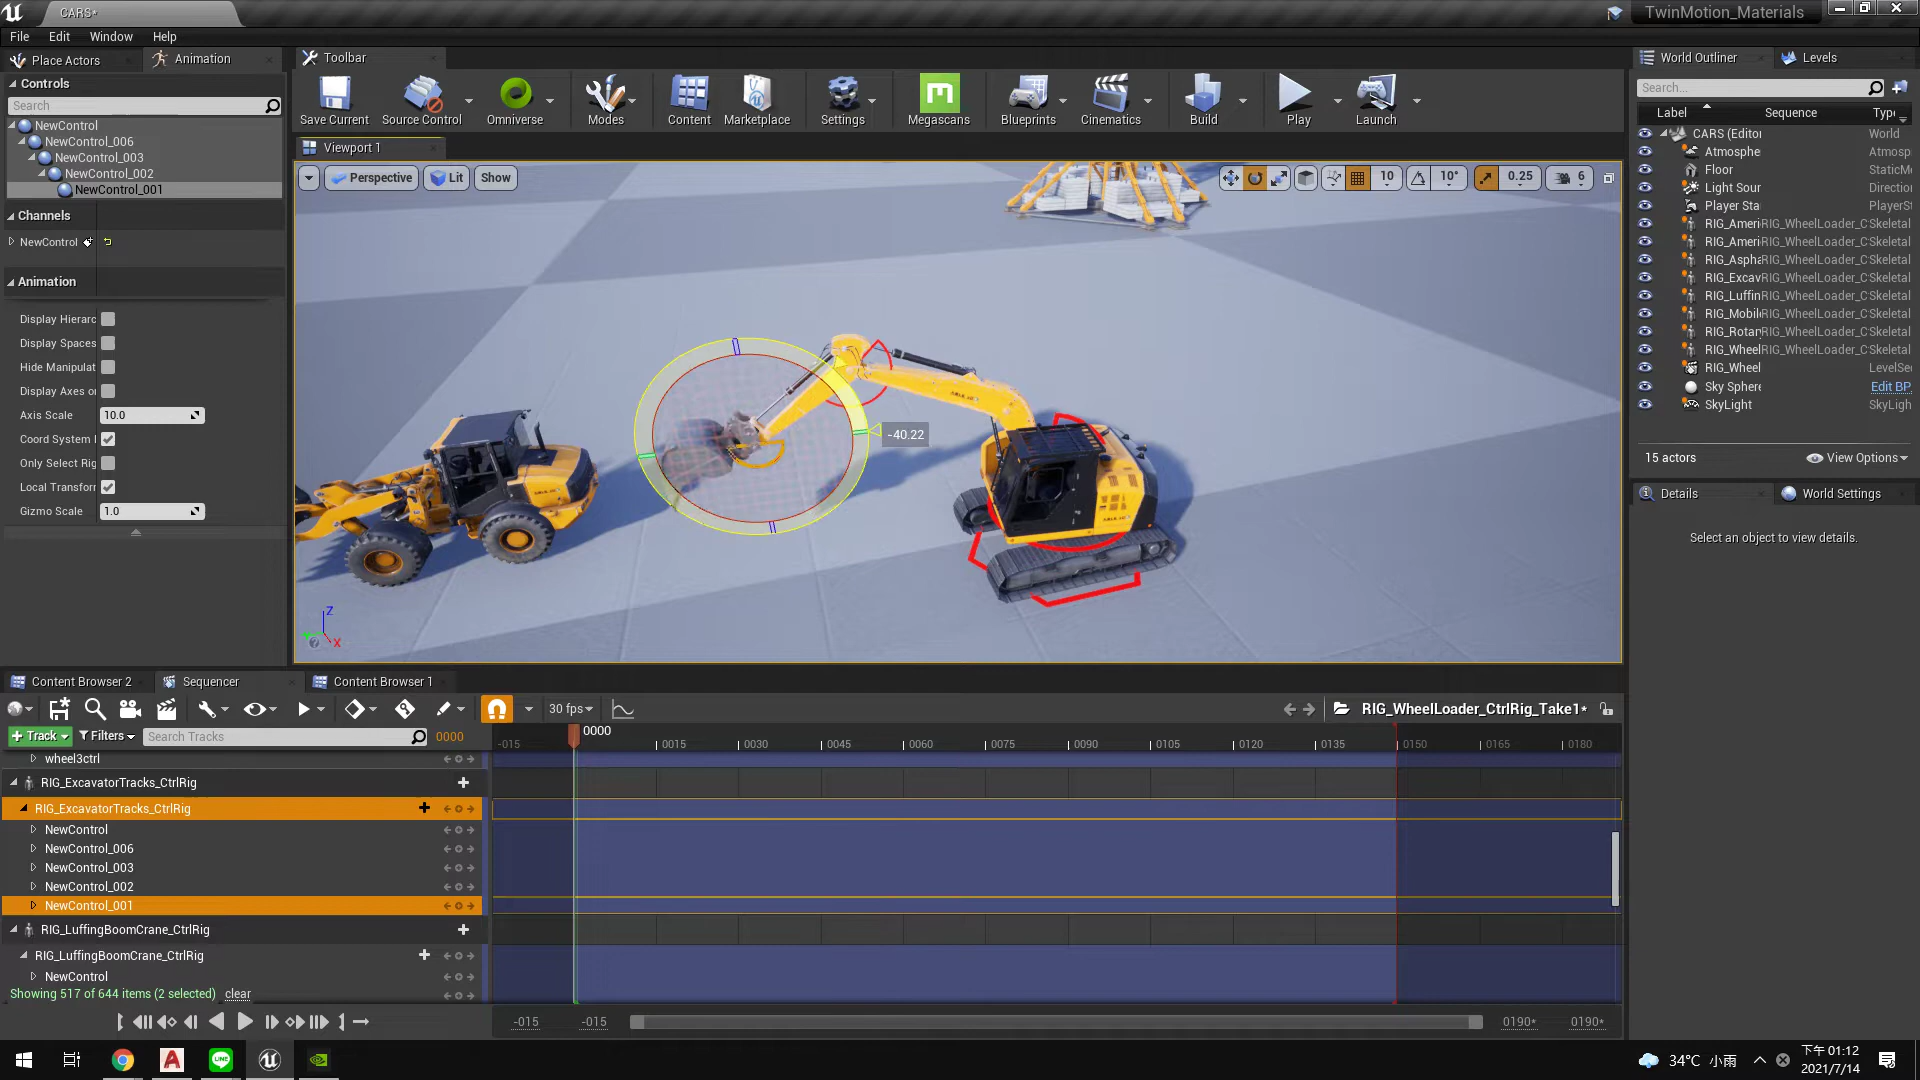 CARS*
TwinMotion_Materials
File Edit Window Help
Place Actors
Animation
Controls
Search
NewControl
NewControl_006
NewControl_003
NewControl_002
NewControl_001
Channels
NewControl
Animation
Display Hierarc
Display Spaces
Hide Manipulat
Display Axes or
Axis Scale 10.0
Coord System
Only Select Rig
Local Transforr
Gizmo Scale 1.0
Toolbar
Save Current
Source Control
Omniverse
Modes
Content
Marketplace
Settings
Megascans
Blueprints
Cinematics
Build
Play
Launch
Viewport 1
Perspective Lit Show
10 10° 0.25 6
-40.22
World Outliner
Levels
Search...
Label Sequence Type
CARS (Editor World
Atmosphe Atmosp
Floor StaticMe
Light Sour Direction
Player Sta PlayerSt
RIG_Ameri RIG_WheelLoader_C Skeletal
RIG_Ameri RIG_WheelLoader_C Skeletal
RIG_Aspha RIG_WheelLoader_C Skeletal
RIG_Excav RIG_WheelLoader_C Skeletal
RIG_Luffin RIG_WheelLoader_C Skeletal
RIG_Mobil RIG_WheelLoader_C Skeletal
RIG_Rotary RIG_WheelLoader_C Skeletal
RIG_Wheel RIG_WheelLoader_C Skeletal
RIG_Wheel LevelSec
Sky Sphere Edit BP_
SkyLight SkyLigh
15 actors
View Options
Details
World Settings
Select an object to view details.
Content Browser 2
Sequencer
Content Browser 1
30 fps
RIG_WheelLoader_CtrlRig_Take1*
Track
Filters
Search Tracks
0000
0000
-015 0015 0030 0045 0060 0075 0090 0105 0120 0135 0150 0165 0180
wheel3ctrl
RIG_ExcavatorTracks_CtrlRig
RIG_ExcavatorTracks_CtrlRig
NewControl
NewControl_006
NewControl_003
NewControl_002
NewControl_001
RIG_LuffingBoomCrane_CtrlRig
RIG_LuffingBoomCrane_CtrlRig
NewControl
Showing 517 of 644 items (2 selected) clear
-015 -015 0190* 0190*
34°C 小雨
下午 01:12
2021/7/14